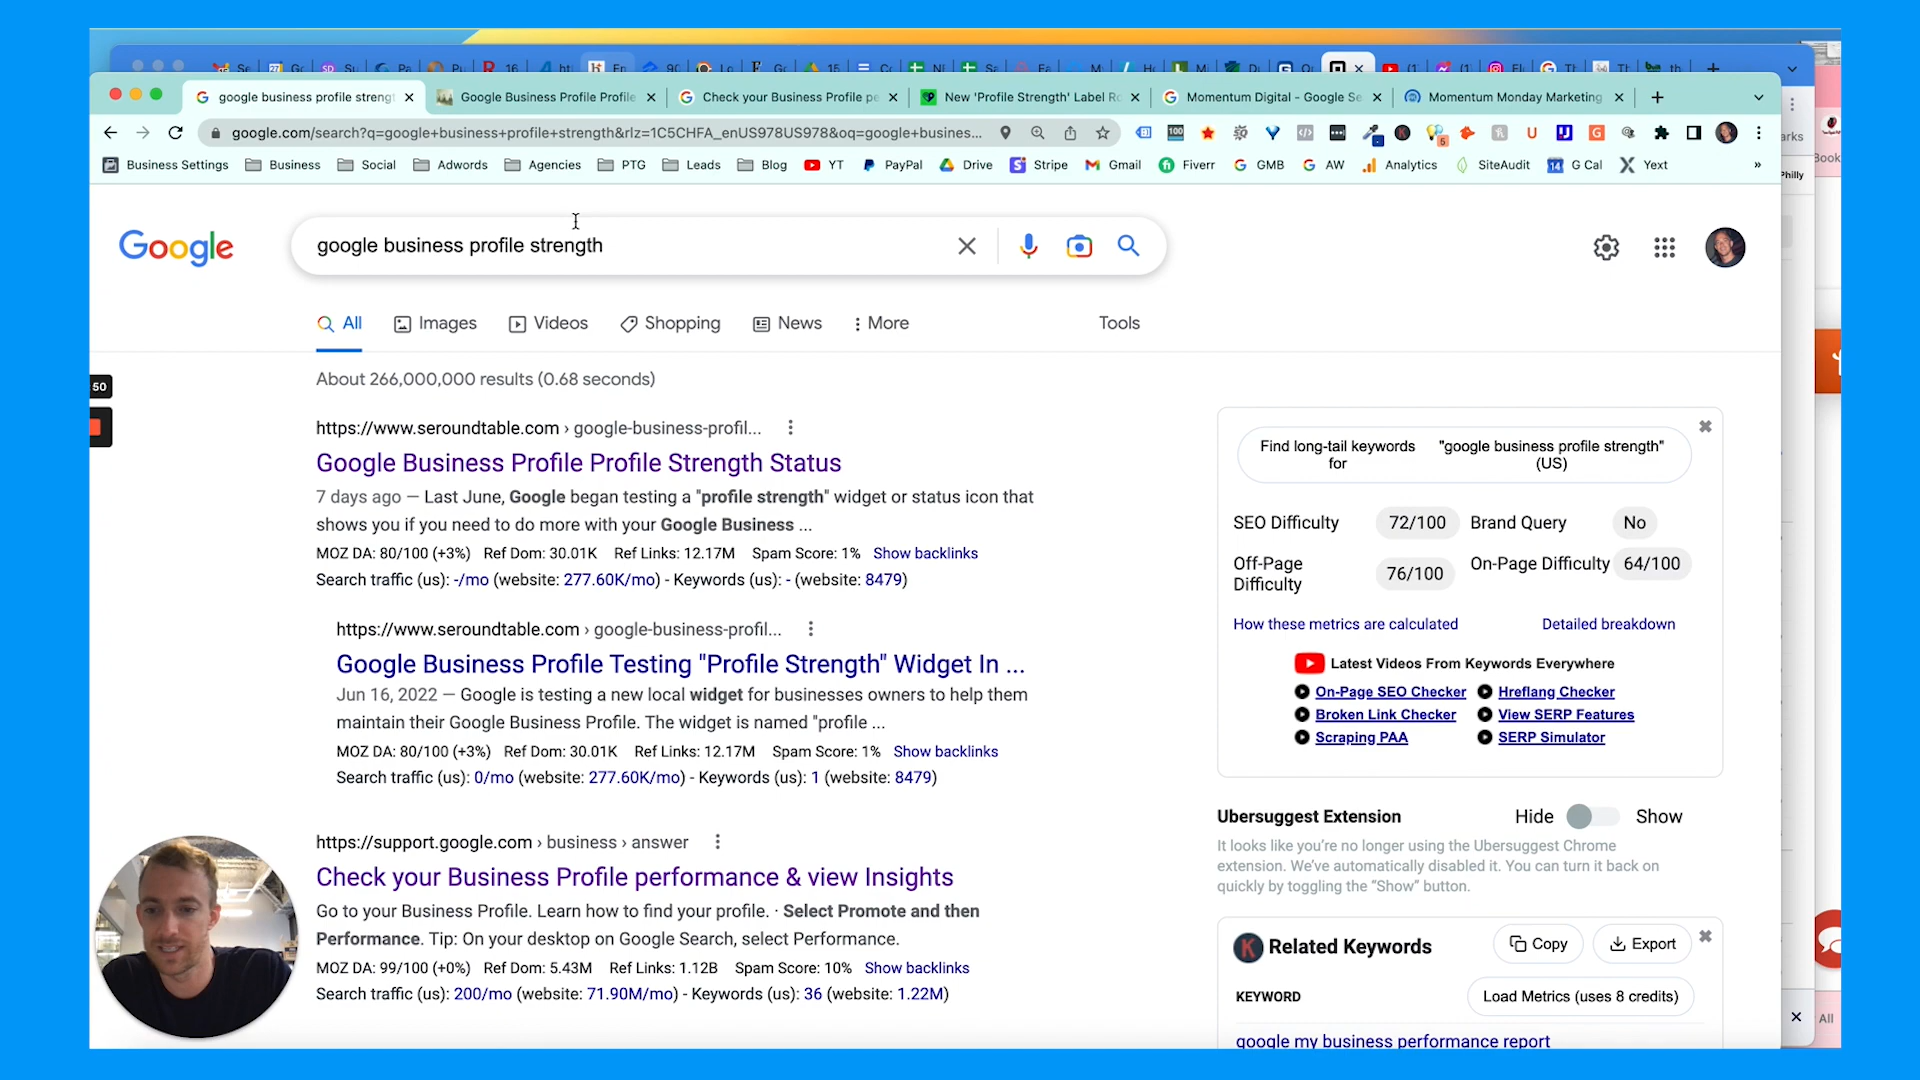 google business profile strengt
Google Business Profile Profile
Check your Business Profile pe
New 'Profile Strength' Label Ro
Momentum Digital - Google Se
Momentum Monday Marketing
google.com/search?q=google+business+profile+strength&rlz=1C5CHFA_enUS978US978&oq=google+busines...
Business Settings Business Social Adwords Agencies PTG Leads Blog YT PayPal Drive Stripe Gmail Fiverr GMB AW Analytics SiteAudit G Cal Yext »
Philly
Google
google business profile strength
All Images Videos Shopping News More Tools
About 266,000,000 results (0.68 seconds)
50
https://www.seroundtable.com › google-business-profil...
Google Business Profile Profile Strength Status
7 days ago — Last June, Google began testing a "profile strength" widget or status icon that
shows you if you need to do more with your Google Business ...
MOZ DA: 80/100 (+3%) Ref Dom: 30.01K Ref Links: 12.17M Spam Score: 1% Show backlinks
Search traffic (us): -/mo (website: 277.60K/mo) - Keywords (us): - (website: 8479)
https://www.seroundtable.com › google-business-profil...
Google Business Profile Testing "Profile Strength" Widget In ...
Jun 16, 2022 — Google is testing a new local widget for businesses owners to help them
maintain their Google Business Profile. The widget is named "profile ...
MOZ DA: 80/100 (+3%) Ref Dom: 30.01K Ref Links: 12.17M Spam Score: 1% Show backlinks
Search traffic (us): 0/mo (website: 277.60K/mo) - Keywords (us): 1 (website: 8479)
https://support.google.com › business › answer
Check your Business Profile performance & view Insights
Go to your Business Profile. Learn how to find your profile. · Select Promote and then
Performance. Tip: On your desktop on Google Search, select Performance.
MOZ DA: 99/100 (+0%) Ref Dom: 5.43M Ref Links: 1.12B Spam Score: 10% Show backlinks
Search traffic (us): 200/mo (website: 71.90M/mo) - Keywords (us): 36 (website: 1.22M)
Find long-tail keywords for "google business profile strength" (US)
SEO Difficulty 72/100 Brand Query No
Off-Page Difficulty 76/100 On-Page Difficulty 64/100
How these metrics are calculated Detailed breakdown
Latest Videos From Keywords Everywhere
On-Page SEO Checker Hreflang Checker
Broken Link Checker View SERP Features
Scraping PAA SERP Simulator
Ubersuggest Extension Hide Show
It looks like you're no longer using the Ubersuggest Chrome
extension. We've automatically disabled it. You can turn it back on
quickly by toggling the "Show" button.
Related Keywords Copy Export
KEYWORD Load Metrics (uses 8 credits)
google my business performance report
All